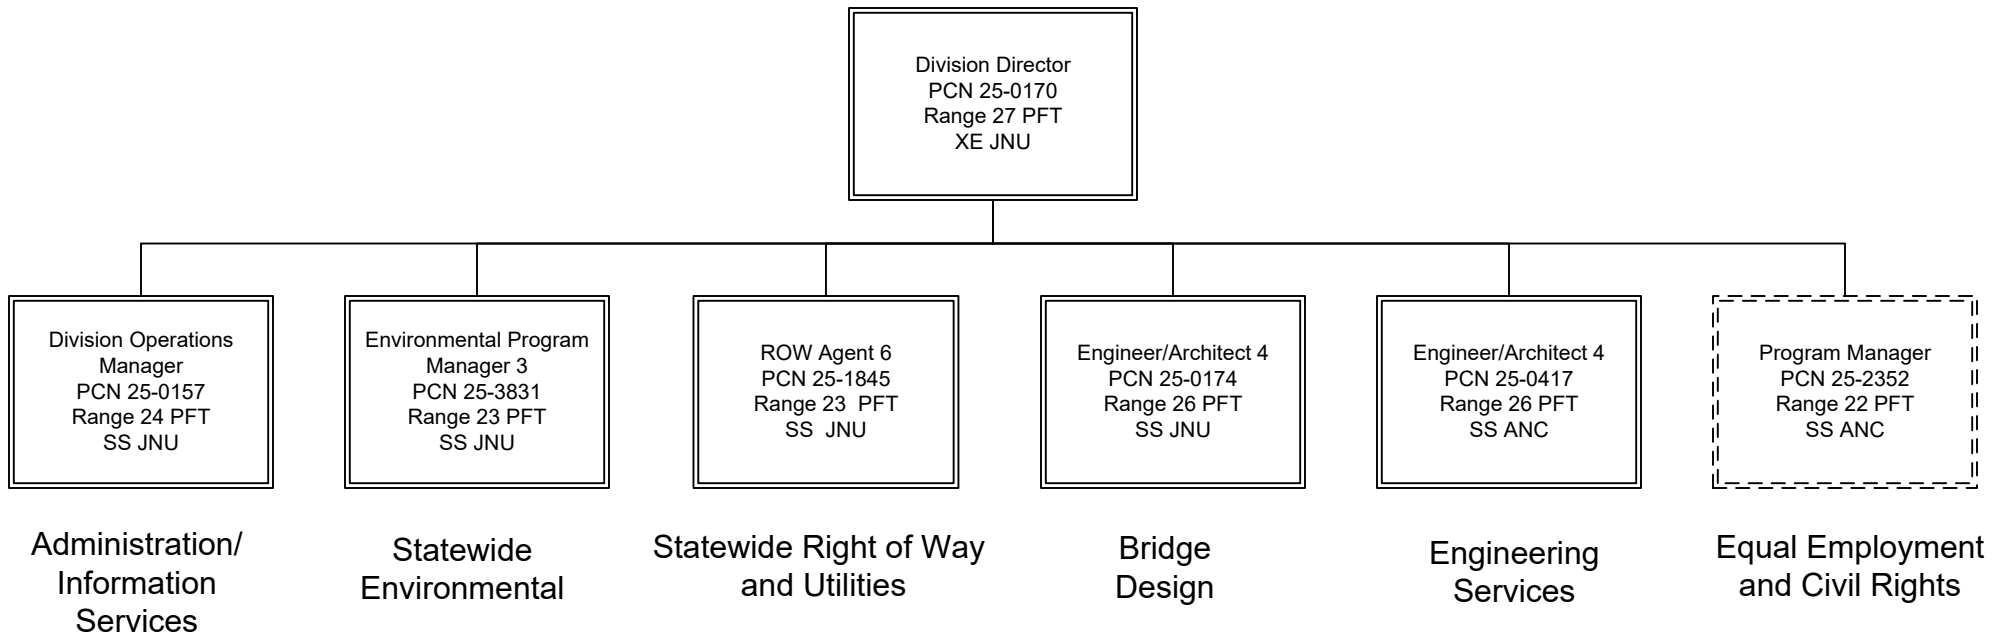 Division Director
PCN 25-0170
Range 27 PFT
XE JNU
Division Operations
Manager
PCN 25-0157
Range 24 PFT
SS JNU
Environmental Program
Manager 3
PCN 25-3831
Range 23 PFT
SS JNU
ROW Agent 6
PCN 25-1845
Range 23  PFT
SS  JNU
Engineer/Architect 4
PCN 25-0174
Range 26 PFT
SS JNU
Engineer/Architect 4
PCN 25-0417
Range 26 PFT
SS ANC
Program Manager
PCN 25-2352
Range 22 PFT
SS ANC
Administration/
Information
Services
Statewide
Environmental
Statewide Right of Way
and Utilities
Bridge
Design
Engineering
Services
Equal Employment
and Civil Rights